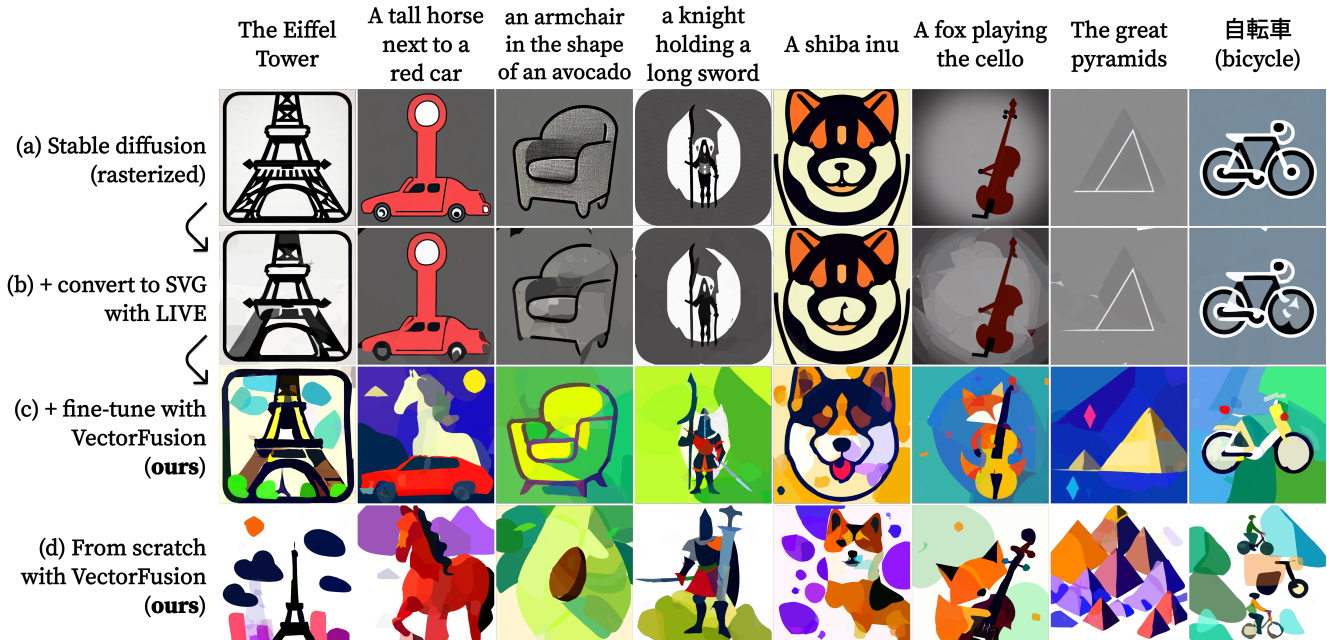 The Eiffel
Tower
A tall horse
next to a
red car
an armchair
in the shape
of an avocado
a knight
holding a
long sword
A shiba inu
A fox playing
the cello
The great
pyramids
自転車
(bicycle)
(a) Stable diffusion
(rasterized)
(b) + convert to SVG
with LIVE
(c) + fine-tune with
VectorFusion
(ours)
(d) From scratch
with VectorFusion
(ours)